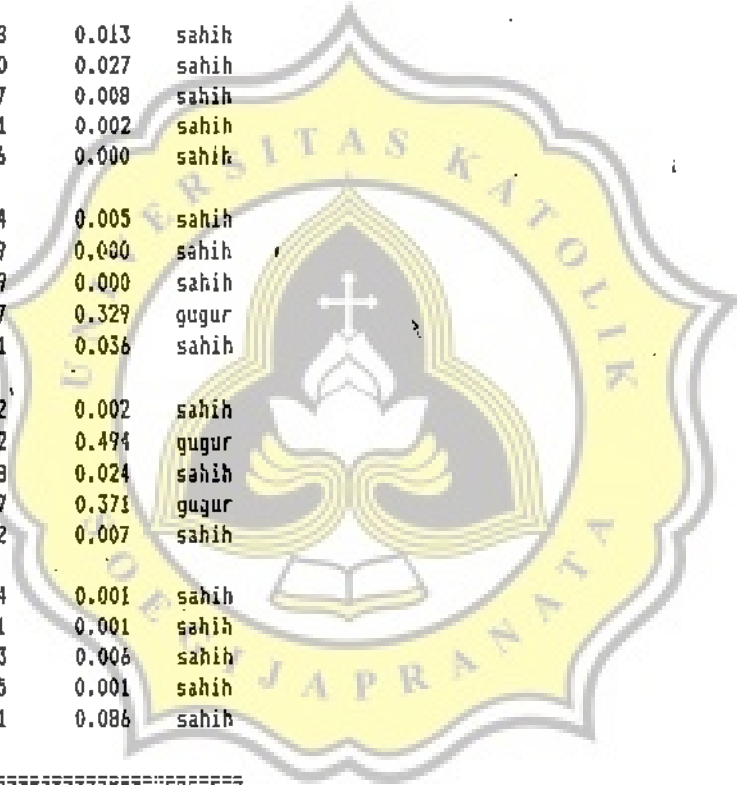 3 0.013 sahih
0 0.027 sahih
7 0.008 sahih
1 0.002 sahih
6 0.000 sahih
4 0.005 sahih
9 0.000 sahih
9 0.000 sahih
7 0.329 gugur
1 0.036 sahih
2 0.002 sahih
2 0.494 gugur
8 0.024 sahih
9 0.371 gugur
2 0.007 sahih
4 0.001 sahih
1 0.001 sahih
3 0.006 sahih
5 0.001 sahih
1 0.086 sahih
UNIVERSITAS KATOLIK
SOEGIJAPRANATA